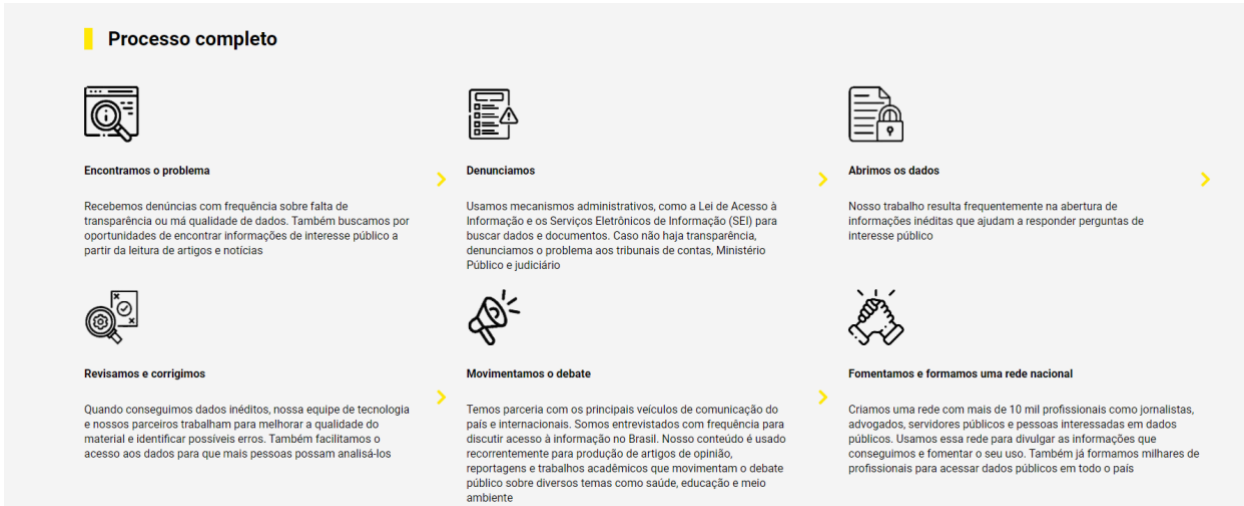 Processo completo
Encontramos o problema
Recebemos denúncias com frequência sobre falta de
transparência ou má qualidade de dados. Também buscamos por
oportunidades de encontrar informações de interesse público a
partir da leitura de artigos e notícias
Denunciamos
Usamos mecanismos administrativos, como a Lei de Acesso à
Informação e os Serviços Eletrônicos de Informação (SEI) para
buscar dados e documentos. Caso não haja transparência,
denunciamos o problema aos tribunais de contas, Ministério
Público e judiciário
Abrimos os dados
Nosso trabalho resulta frequentemente na abertura de
informações inéditas que ajudam a responder perguntas de
interesse público
Revisamos e corrigimos
Quando conseguimos dados inéditos, nossa equipe de tecnologia
e nossos parceiros trabalham para melhorar a qualidade do
material e identificar possíveis erros. Também facilitamos o
acesso aos dados para que mais pessoas possam analisá-los
Movimentamos o debate
Temos parceria com os principais veículos de comunicação do
país e internacionais. Somos entrevistados com frequência para
discutir acesso à informação no Brasil. Nosso conteúdo é usado
recorrentemente para produção de artigos de opinião,
reportagens e trabalhos acadêmicos que movimentam o debate
público sobre diversos temas como saúde, educação e meio
ambiente
Fomentamos e formamos uma rede nacional
Criamos uma rede com mais de 10 mil profissionais como jornalistas,
advogados, servidores públicos e pessoas interessadas em dados
públicos. Usamos essa rede para divulgar as informações que
conseguimos e fomentar o seu uso. Também já formamos milhares de
profissionais para acessar dados públicos em todo o país